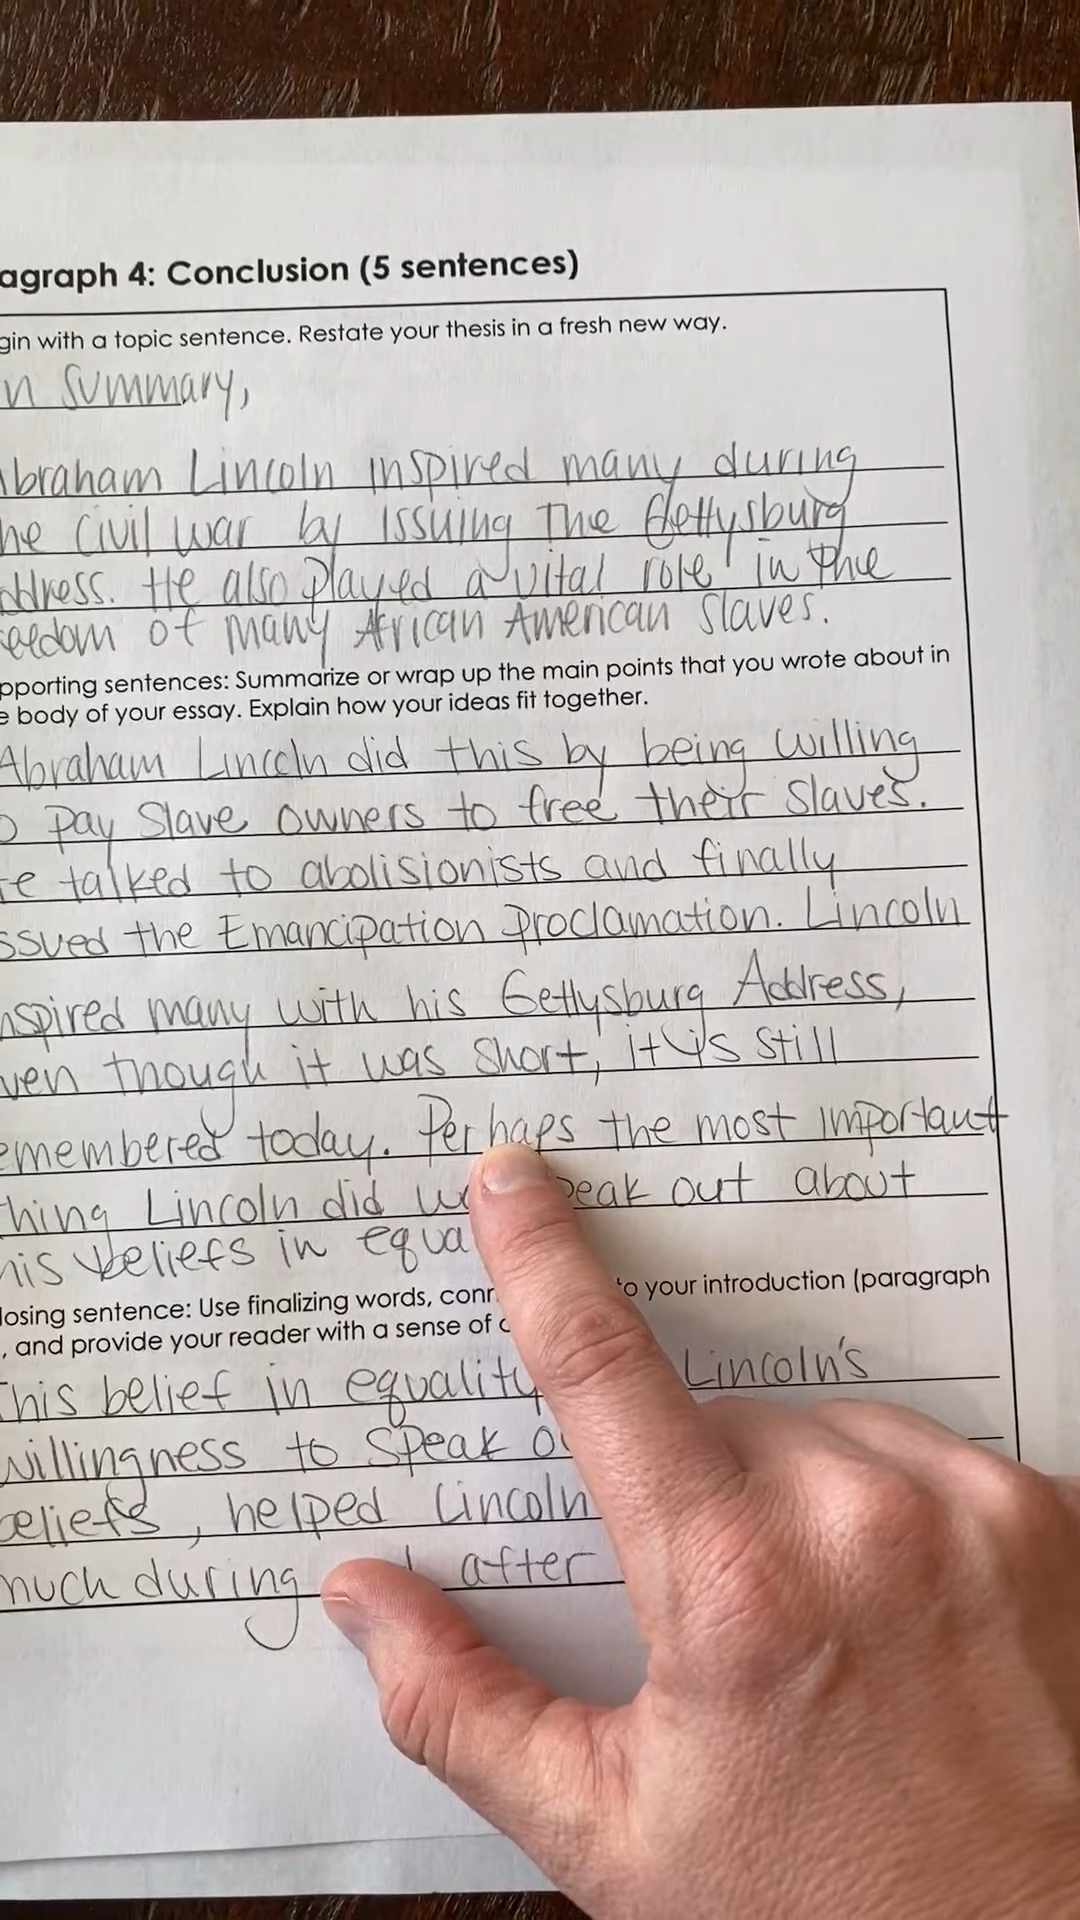 agraph 4: Conclusion (5 sentences)
gin with a topic sentence. Restate your thesis in a fresh new way.
n Summary,
braham Lincoln inspired many during
he Civil war by issuing The Gettysburg
ddress. He also played a vital role in the
eedom of many African American slaves.
pporting sentences: Summarize or wrap up the main points that you wrote about in
e body of your essay. Explain how your ideas fit together.
Abraham Lincoln did this by being willing
o pay slave owners to free their slaves.
e talked to abolisionists and finally
ssued the Emancipation Proclamation. Lincoln
nspired many with his Gettysburg Address,
ven though it was short, it is still
emembered today. Perhaps the most important
hing Lincoln did peak out about
his beliefs in equa
losing sentence: Use finalizing words, conn to your introduction (paragraph
, and provide your reader with a sense of
This belief in equality Lincoln's
willingness to speak
beliefs, helped Lincoln
much during after